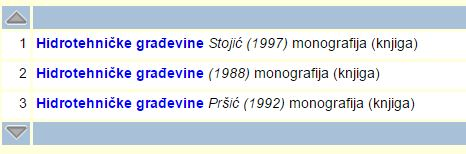 1 Hidrotehničke građevine Stojić (1997) monografija (knjiga)
2 Hidrotehničke građevine (1988) monografija (knjiga)
3 Hidrotehničke građevine Pršić (1992) monografija (knjiga)